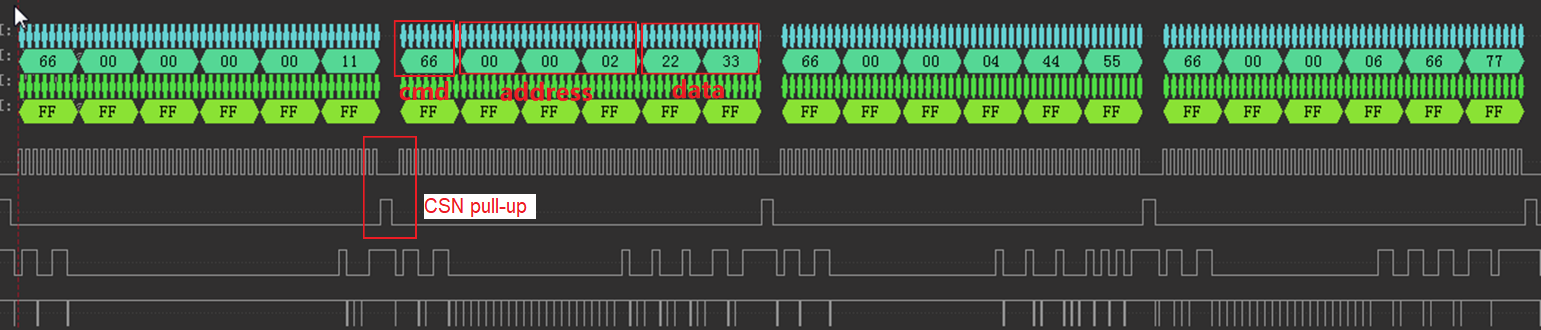 I:
I: 66 00 00 00 00 11 66 00 00 02 22 33 66 00 00 04 44 55 66 00 00 06 66 77
I: cmd address data
I: FF FF FF FF FF FF FF FF FF FF FF FF FF FF FF FF FF FF FF FF FF FF FF FF
CSN pull-up